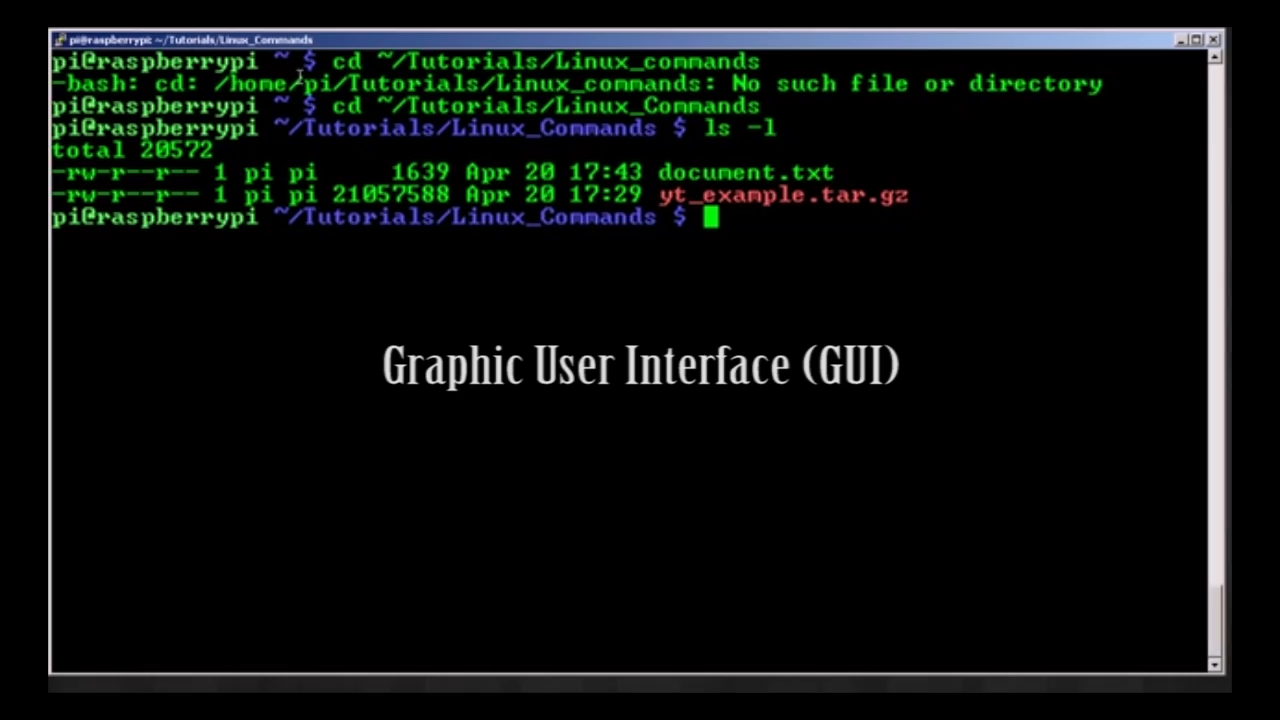 pi@raspberrypi: ~/Tutorials/Linux_Commands
pi@raspberrypi ~ $ cd ~/Tutorials/Linux_commands
-bash: cd: /home/pi/Tutorials/Linux_commands: No such file or directory
pi@raspberrypi ~ $ cd ~/Tutorials/Linux_Commands
pi@raspberrypi ~/Tutorials/Linux_Commands $ ls -l
total 20572
-rw-r--r-- 1 pi pi     1639 Apr 20 17:43 document.txt
-rw-r--r-- 1 pi pi 21057588 Apr 20 17:29 yt_example.tar.gz
pi@raspberrypi ~/Tutorials/Linux_Commands $
Graphic User Interface (GUI)